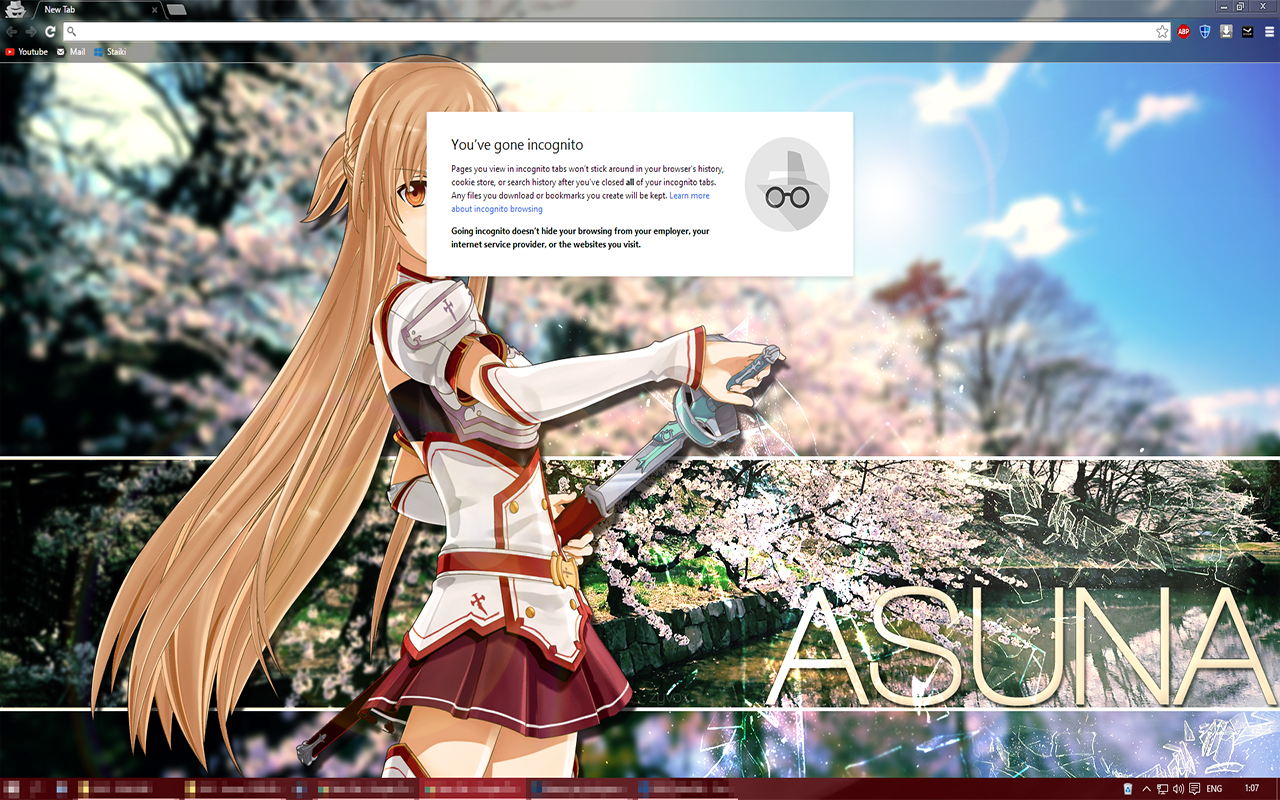 New Tab
ABP
Youtube
Mail
Staiki
You've gone incognito
Pages you view in incognito tabs won't stick around in your browser's history,
cookie store, or search history after you've closed all of your incognito tabs.
Any files you download or bookmarks you create will be kept. Learn more
about incognito browsing
Going incognito doesn't hide your browsing from your employer, your
internet service provider, or the websites you visit.
ASUNA
ENG
1:07